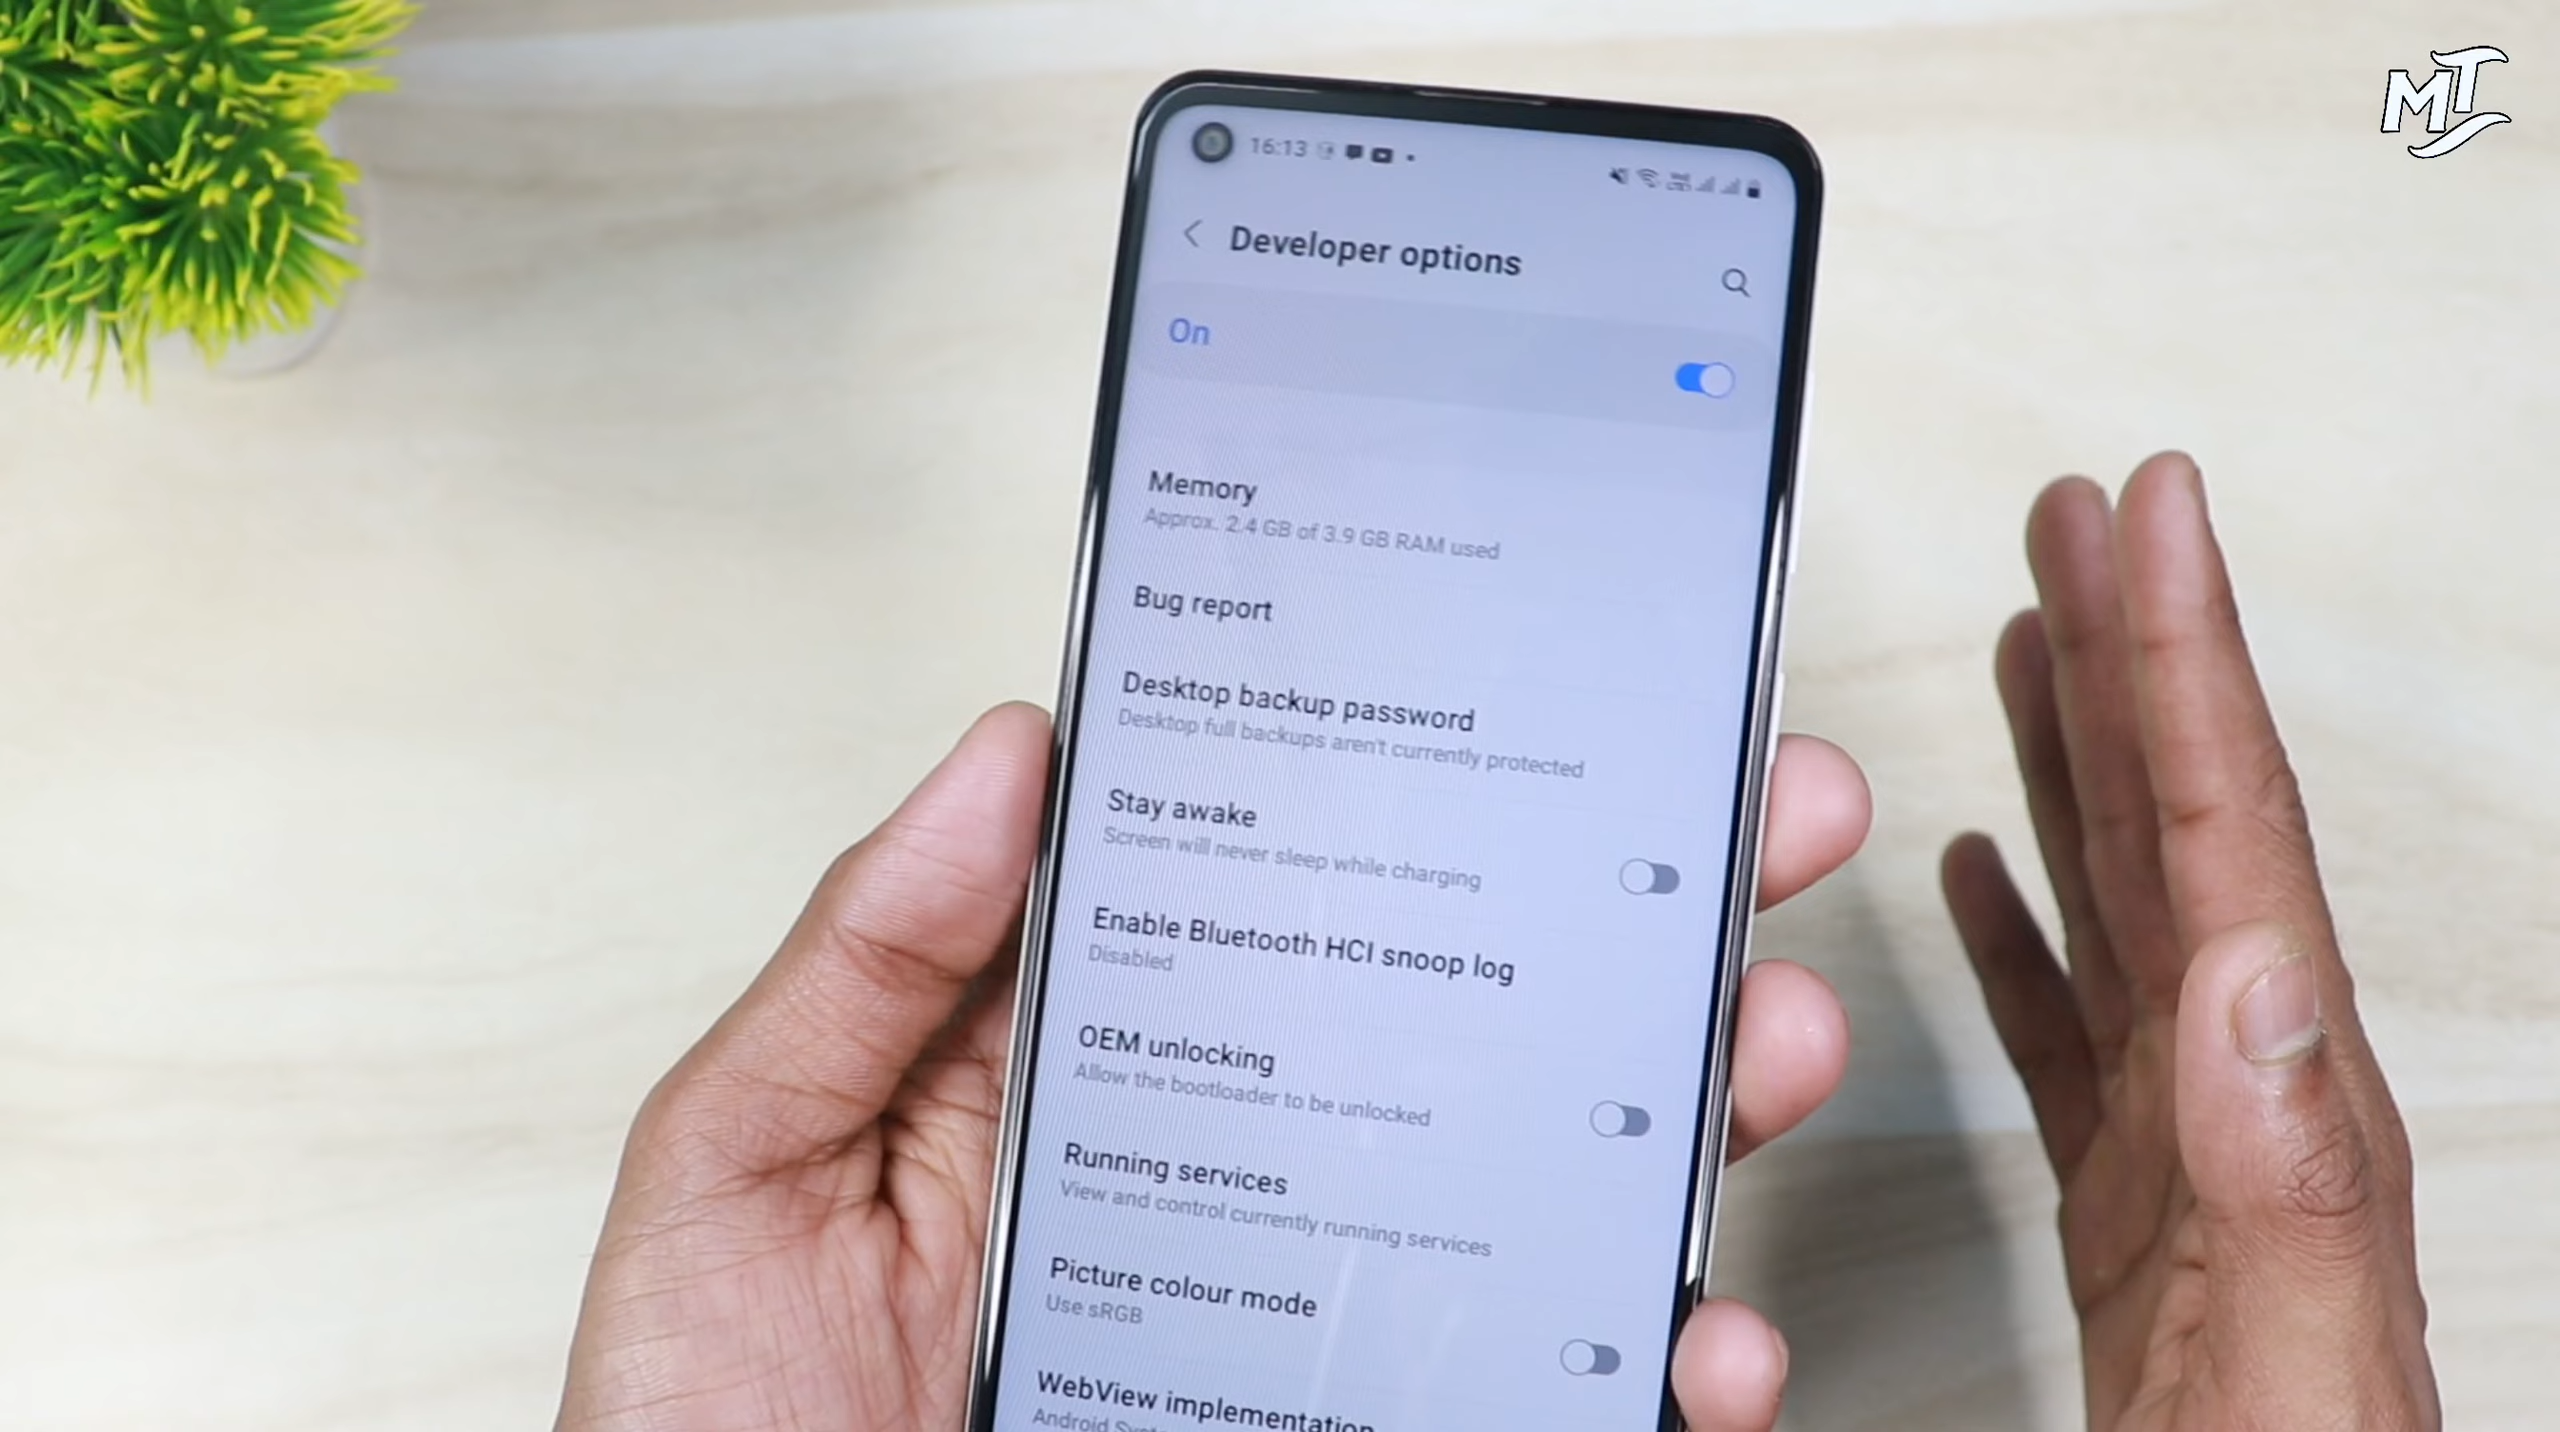 MT
16:13
Developer options
On
Memory
Approx. 2.4 GB of 3.9 GB RAM used
Bug report
Desktop backup password
Desktop full backups aren't currently protected
Stay awake
Screen will never sleep while charging
Enable Bluetooth HCI snoop log
Disabled
OEM unlocking
Allow the bootloader to be unlocked
Running services
View and control currently running services
Picture colour mode
Use sRGB
WebView implementation
Android